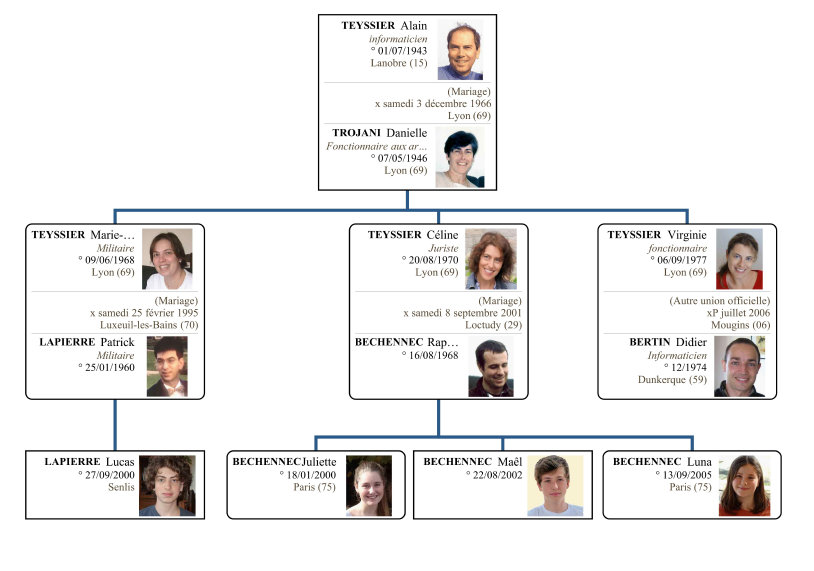 TEYSSIER Alain
informaticien
° 01/07/1943
Lanobre (15)
(Mariage)
x samedi 3 décembre 1966
Lyon (69)
TROJANI Danielle
Fonctionnaire aux ar…
° 07/05/1946
Lyon (69)
TEYSSIER Marie-…
Militaire
° 09/06/1968
Lyon (69)
(Mariage)
x samedi 25 février 1995
Luxeuil-les-Bains (70)
LAPIERRE Patrick
Militaire
° 25/01/1960
TEYSSIER Céline
Juriste
° 20/08/1970
Lyon (69)
(Mariage)
x samedi 8 septembre 2001
Loctudy (29)
BECHENNEC Rap…
° 16/08/1968
TEYSSIER Virginie
fonctionnaire
° 06/09/1977
Lyon (69)
(Autre union officielle)
xP juillet 2006
Mougins (06)
BERTIN Didier
Informaticien
° 12/1974
Dunkerque (59)
LAPIERRE Lucas
° 27/09/2000
Senlis
BECHENNECJuliette
° 18/01/2000
Paris (75)
BECHENNEC Maêl
° 22/08/2002
BECHENNEC Luna
° 13/09/2005
Paris (75)